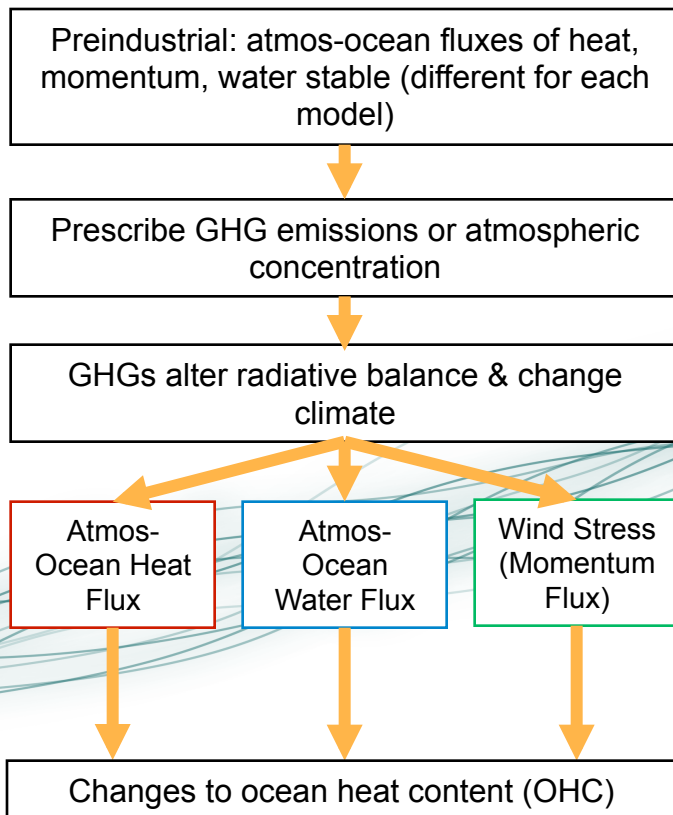 Preindustrial: atmos-ocean fluxes of heat,
momentum, water stable (different for each
model)
Prescribe GHG emissions or atmospheric
concentration
GHGs alter radiative balance & change
climate
Atmos-
Ocean Heat
Flux
Atmos-
Ocean
Water Flux
Wind Stress
(Momentum
Flux)
Changes to ocean heat content (OHC)